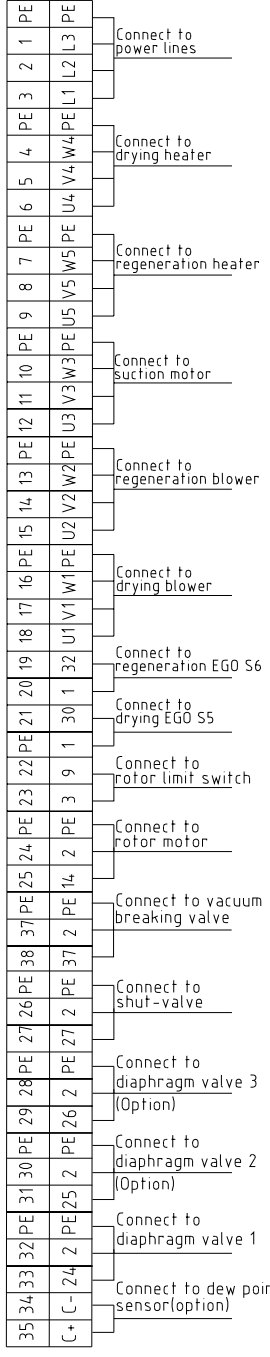 PE PE
1 L3
2 L2
3 L1
Connect to
power lines
PE PE
4 W4
5 V4
6 U4
Connect to
drying heater
PE PE
7 W5
8 V5
9 U5
Connect to
regeneration heater
PE PE
10 W3
11 V3
12 U3
Connect to
suction motor
PE PE
13 W2
14 V2
15 U2
Connect to
regeneration blower
PE PE
16 W1
17 V1
18 U1
Connect to
drying blower
19 32
20 1
Connect to
regeneration EGO S6
21 30
PE 1
Connect to
drying EGO S5
22 9
23 3
Connect to
rotor limit switch
PE PE
24 2
25 14
Connect to
rotor motor
PE PE
37 2
38 37
Connect to vacuum
breaking valve
PE PE
26 2
27 27
Connect to
shut-valve
PE PE
28 2
29 26
Connect to
diaphragm valve 3
(Option)
PE PE
30 2
31 25
Connect to
diaphragm valve 2
(Option)
PE PE
32 2
33 24
Connect to
diaphragm valve 1
34 C-
35 C+
Connect to dew
sensor(option)